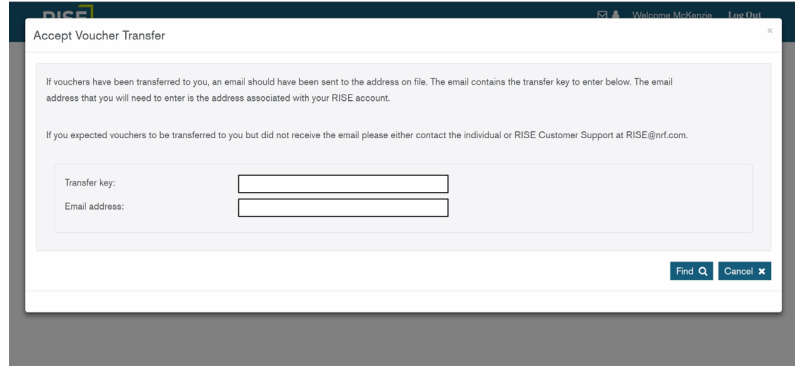 RISE
Welcome McKenzie Log Out
Accept Voucher Transfer
×
If vouchers have been transferred to you, an email should have been sent to the address on file. The email contains the transfer key to enter below. The email
address that you will need to enter is the address associated with your RISE account.
If you expected vouchers to be transferred to you but did not receive the email please either contact the individual or RISE Customer Support at RISE@nrf.com.
Transfer key:
Email address:
Find
Cancel ×